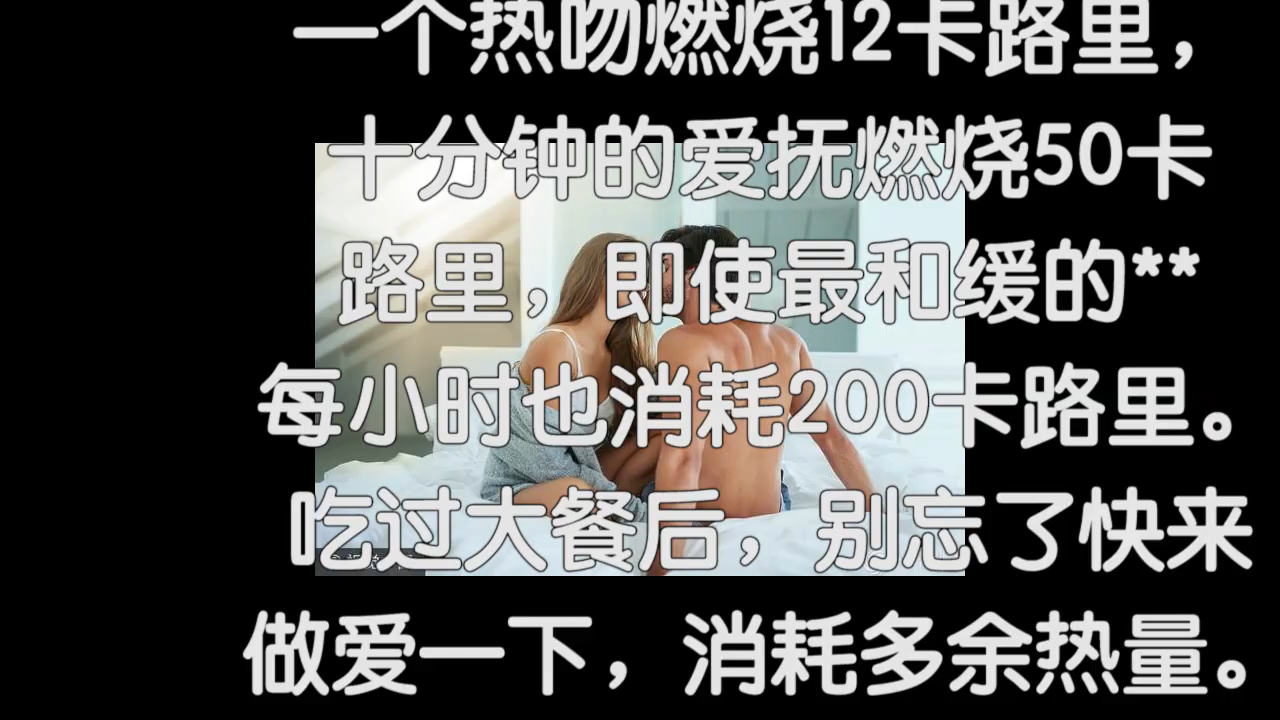 一个热吻燃烧12卡路里，
十分钟的爱抚燃烧50卡
路里，即使最和缓的**
每小时也消耗200卡路里。
吃过大餐后，别忘了快来
做爱一下，消耗多余热量。